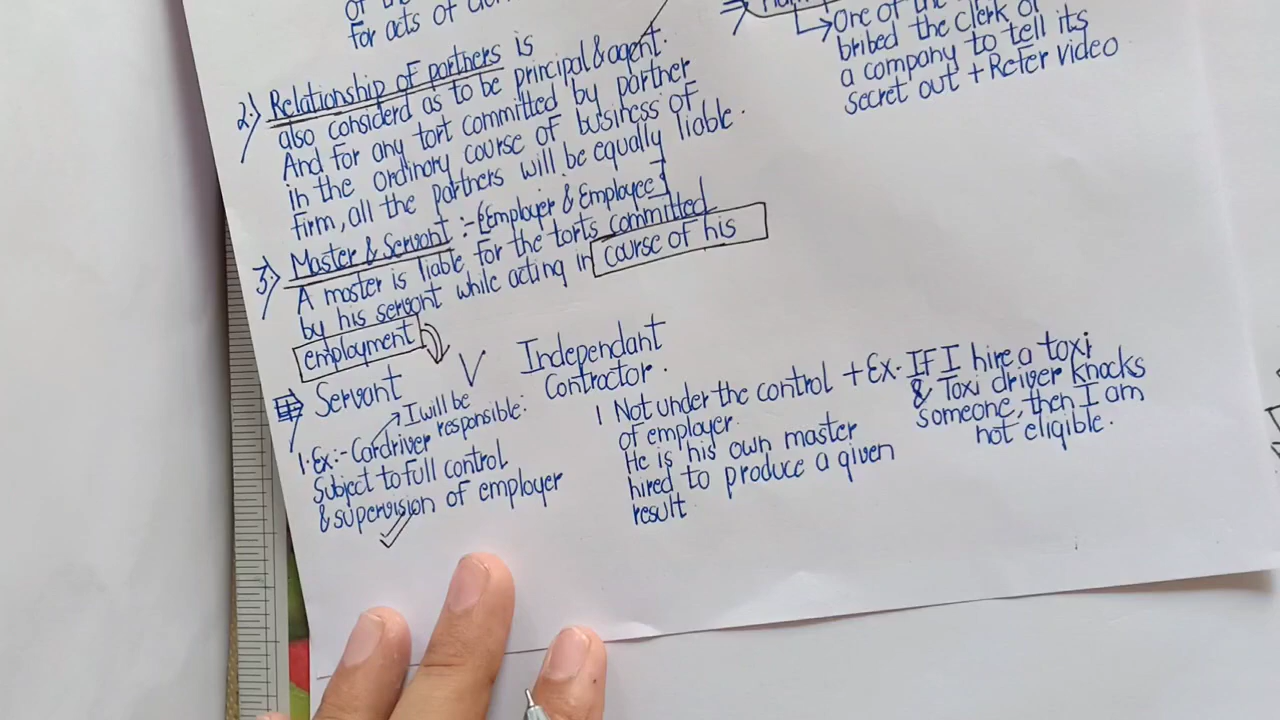 of the
for acts of
2.) Relationship of partners is
also considerd as to be principal & agent.
And for any tort committed by partner
in the ordinory course of business of
firm, all the partners will be equally liable.
3.) Master & Servant :- [Employer & Employee]
A master is liable for the torts committed
by his servant while acting in course of his
employment
Servant V Independant
Contractor.
1. Ex:- Car driver I will be
responsible:
Subject to full control
& supervision of employer
1 Not under the control
of employer.
He is his own master
hired to produce a given
result
+ Ex- IF I hire a taxi
& Taxi driver knocks
someone, then I am
not eligible.
One of the
bribed the clerk of
a company to tell its
secret out + Refer video